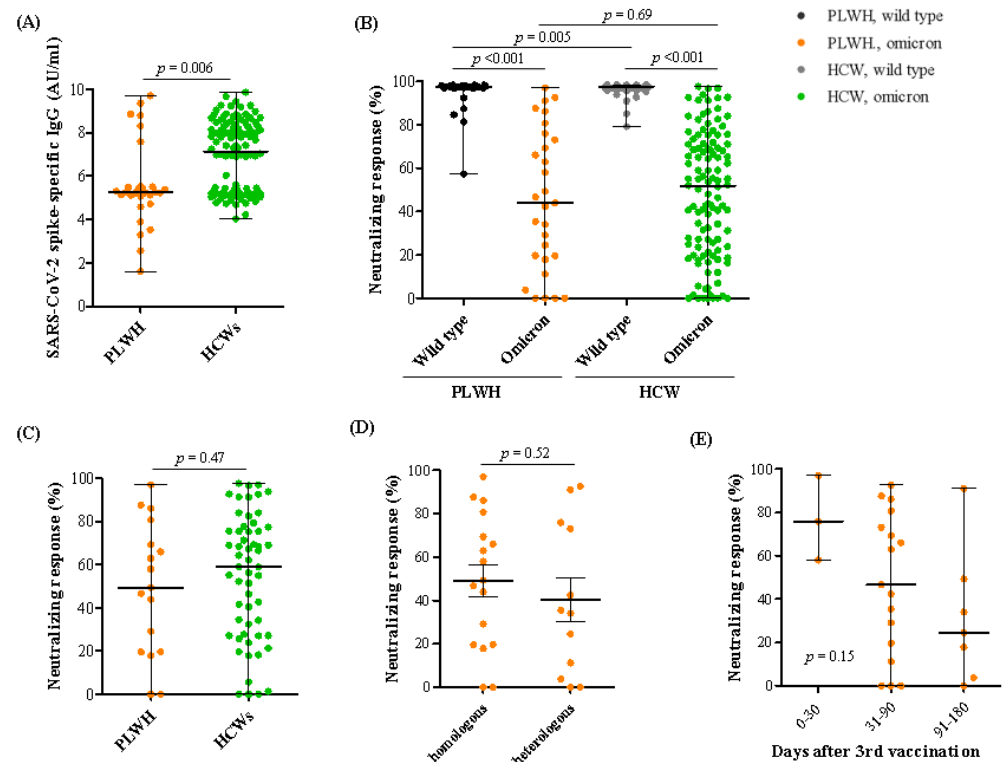 (A)
SARS-CoV-2 spike-specific IgG (AU/ml)
p = 0.006
10
8
6
4
2
0
PLWH
HCWs
(B)
Neutralizing response (%)
p = 0.69
p = 0.005
p <0.001
p <0.001
100
80
60
40
20
0
Wild type
Omicron
Wild type
Omicron
PLWH
HCW
PLWH, wild type
PLWH., omicron
HCW, wild type
HCW, omicron
(C)
Neutralizing response (%)
p = 0.47
100
80
60
40
20
0
PLWH
HCWs
(D)
Neutralizing response (%)
p = 0.52
100
80
60
40
20
0
homologous
heterologous
(E)
Neutralizing response (%)
100
80
60
40
20
0
p = 0.15
0-30
31-90
91-180
Days after 3rd vaccination